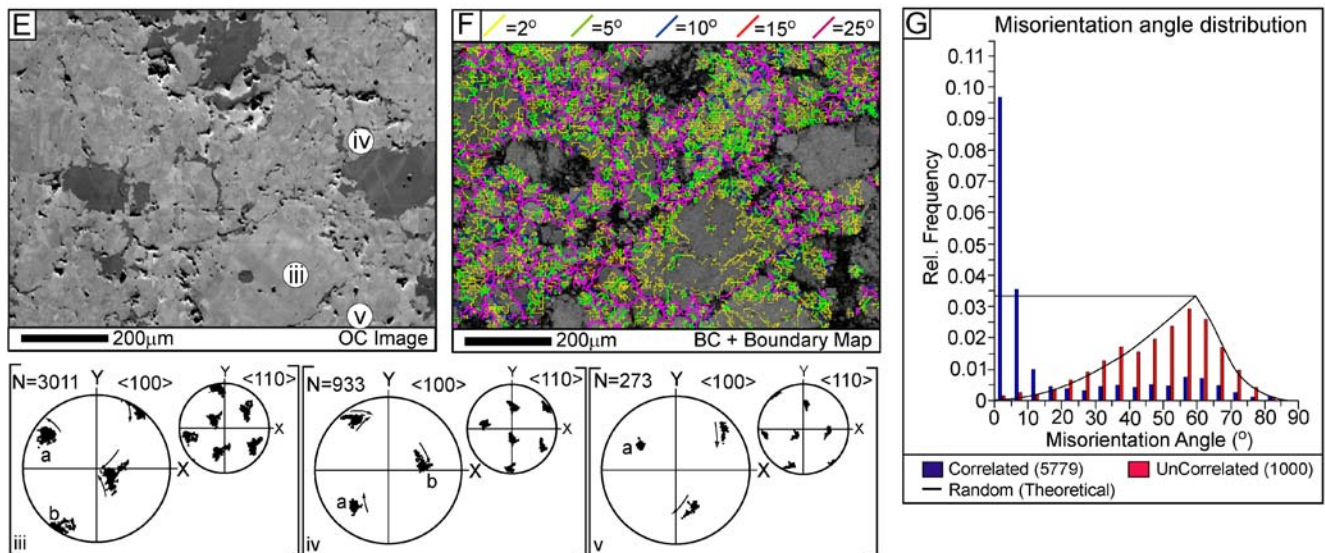 E
iv
iii
v
200µm
OC Image
F
=2° =5° =10° =15° =25°
200µm
BC + Boundary Map
G
Misorientation angle distribution
Rel. Frequency
0.11
0.10
0.09
0.08
0.07
0.06
0.05
0.04
0.03
0.02
0.01
0
0 10 20 30 40 50 60 70 80 90
Misorientation Angle (°)
Correlated (5779) UnCorrelated (1000)
Random (Theoretical)
N=3011 Y <100> Y <110>
X
a
X
b
iii
N=933 Y <100> Y <110>
X
X
b
a
iv
N=273 Y <100> Y <110>
X
a
X
v